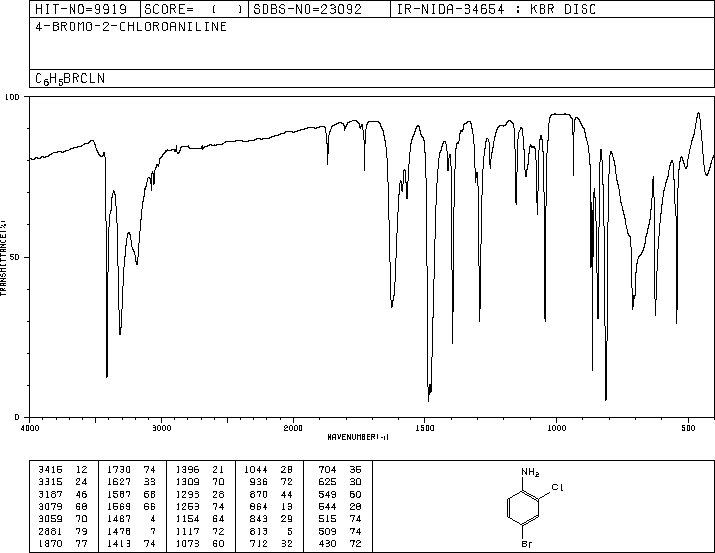 HIT-NO=9919 SCORE= ( ) SDBS-NO=23092 IR-NIDA-34654 : KBR DISC
4-BROMO-2-CHLOROANILINE
C6H5BRCLN
100
50
TRANSMITTANCE(%)
0
4000 3000 2000 1500 1000 500
WAVENUMBER(-1)
3415 12 1730 74 1396 21 1044 28 704 35
3315 24 1627 33 1309 70 936 72 625 30
3187 46 1587 68 1293 28 870 44 549 60
3079 68 1569 66 1253 74 864 13 544 28
3059 70 1487 4 1154 64 843 29 515 74
2881 79 1478 7 1117 72 813 5 509 74
1870 77 1413 74 1073 60 712 32 430 72
NH2
Cl
Br